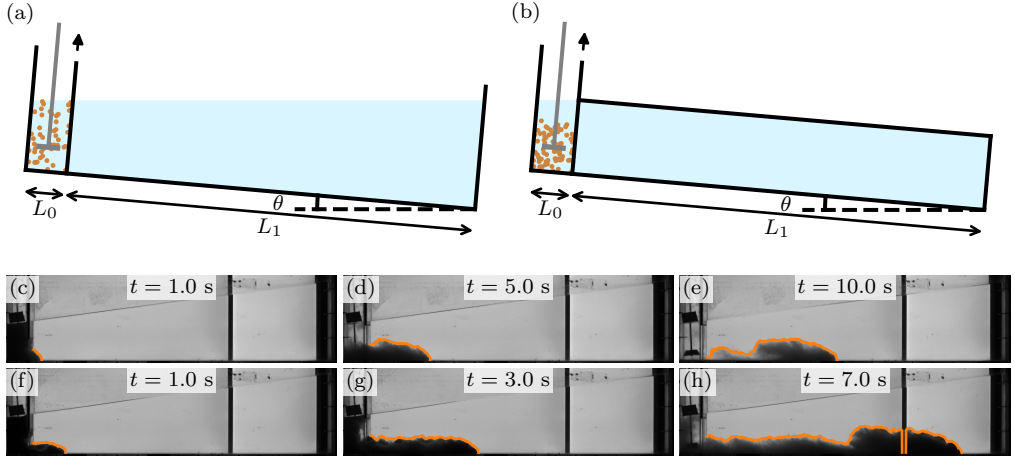 (a)
(b)
θ
L₀
L₁
θ
L₀
L₁
(c) t = 1.0 s
(d) t = 5.0 s
(e) t = 10.0 s
(f) t = 1.0 s
(g) t = 3.0 s
(h) t = 7.0 s